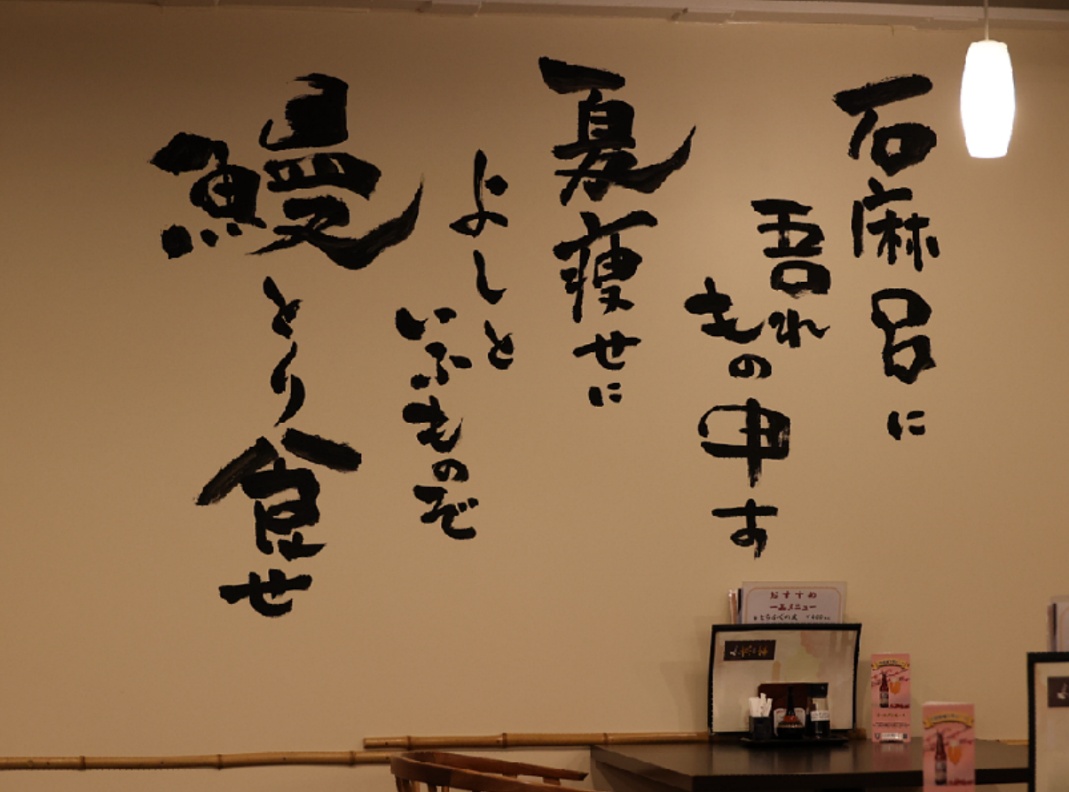 石麻呂に
吾れ
もの申す
夏痩せに
よしと
いふものぞ
鰻とり食せ
おすすめ
一品メニュー